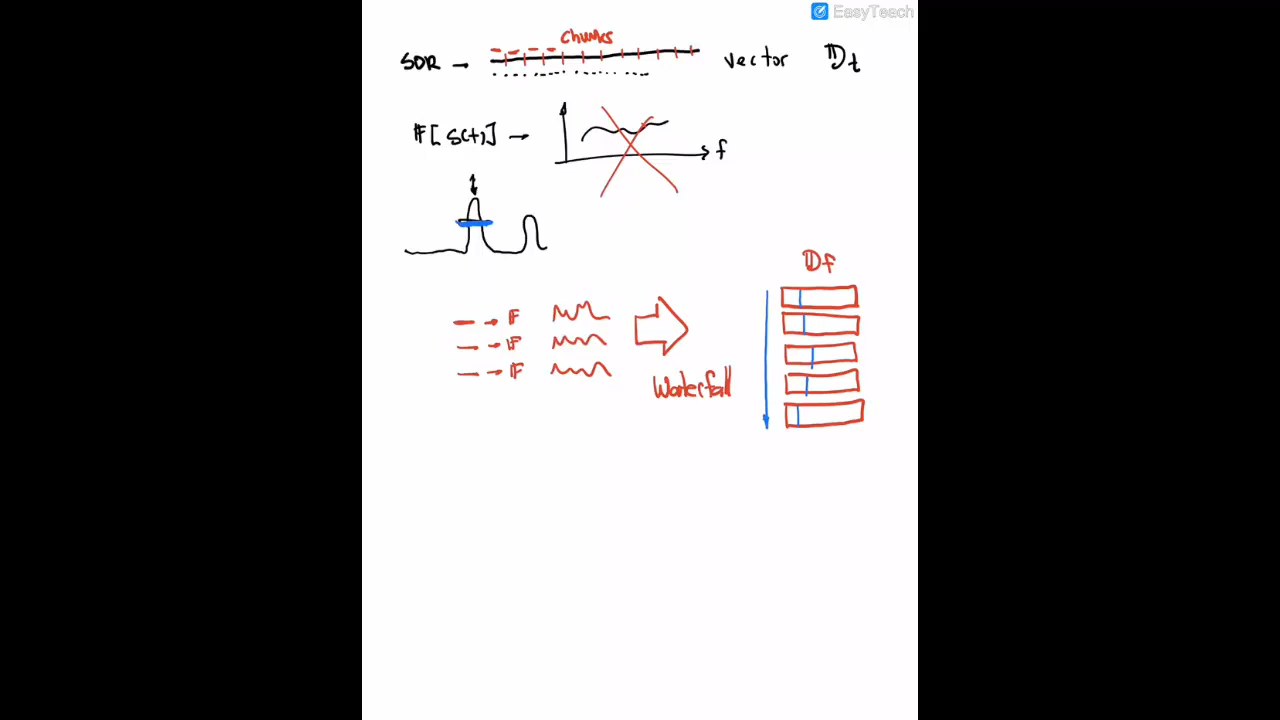 EasyTeach
chunks
SDR → vector 𝔻t
𝔽[s(t)] → f
𝔻f
→ 𝔽
→ 𝔽
→ 𝔽
Waterfall